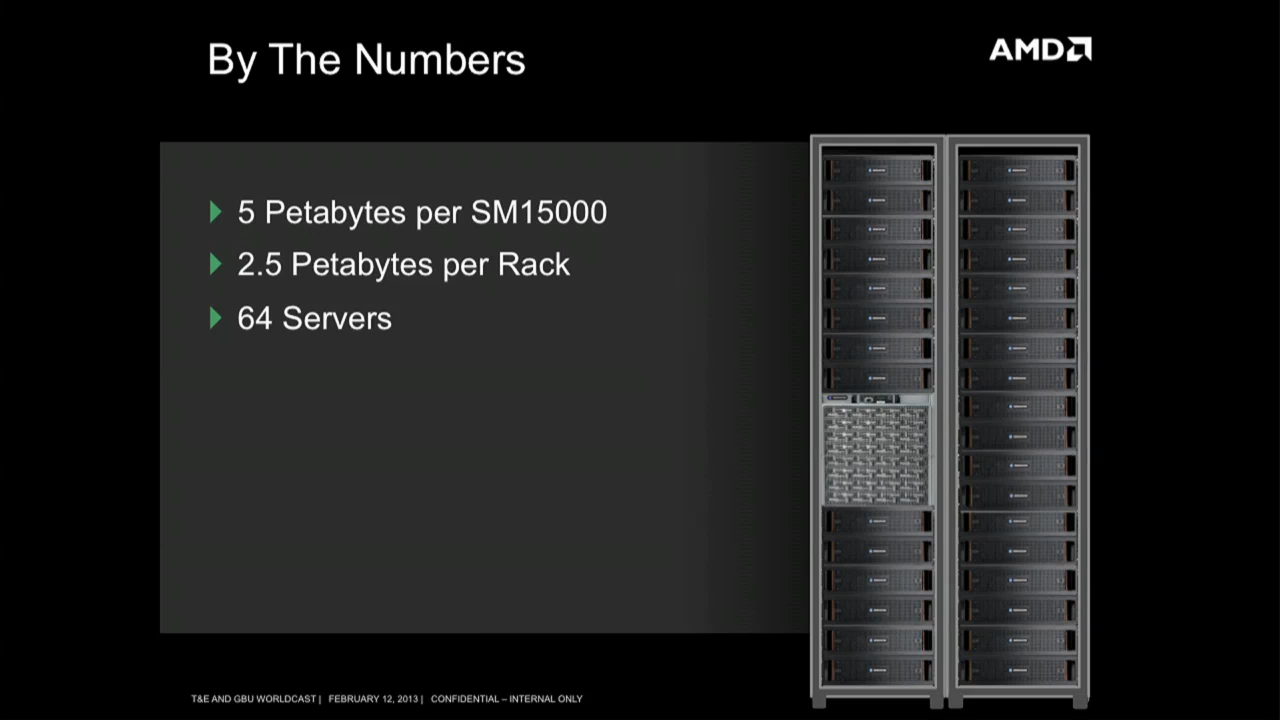 By The Numbers
AMD
5 Petabytes per SM15000
2.5 Petabytes per Rack
64 Servers
T&E AND GBU WORLDCAST | FEBRUARY 12, 2013 | CONFIDENTIAL – INTERNAL ONLY